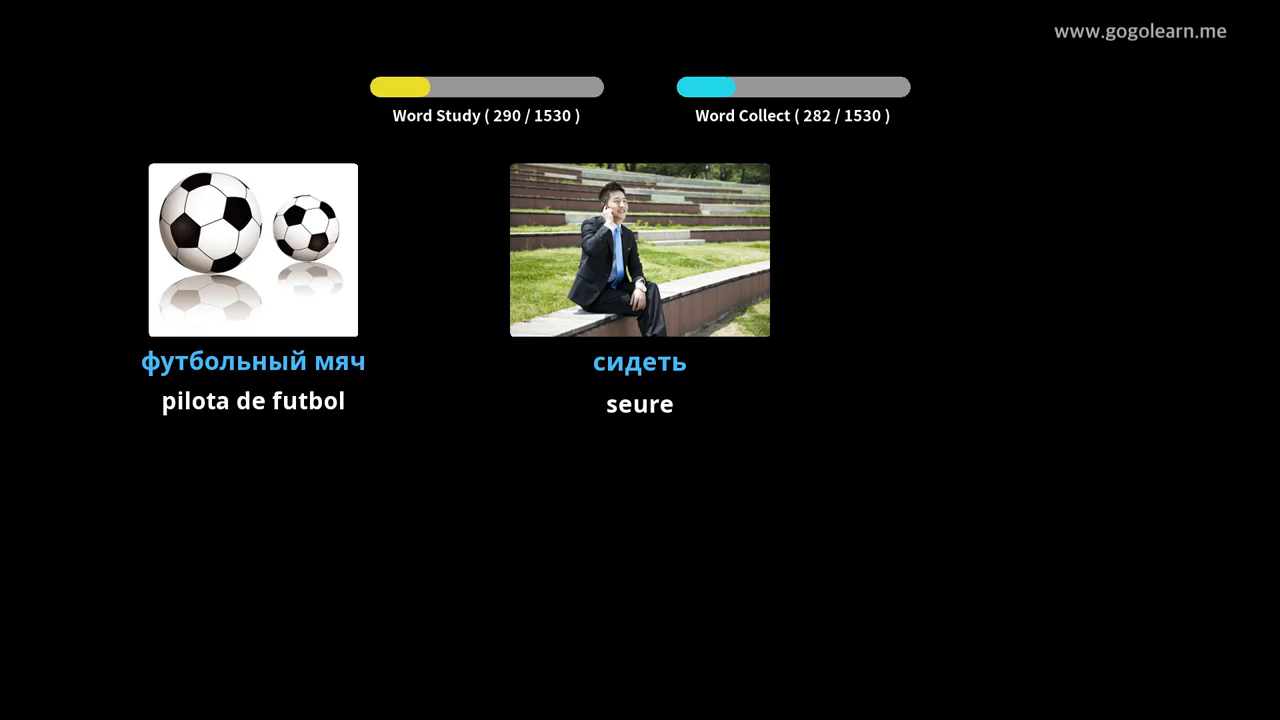 www.gogolearn.me
Word Study ( 290 / 1530 )
Word Collect ( 282 / 1530 )
футбольный мяч
pilota de futbol
сидеть
seure